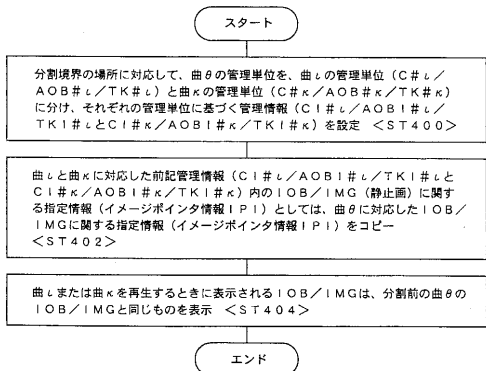 スタート
分割境界の場所に対応して、曲θの管理単位を、曲ιの管理単位（C＃ι／
AOB＃ι／TK＃ι）と曲κの管理単位（C＃κ／AOB＃κ／TK＃κ）
に分け、それぞれの管理単位に基づく管理情報（CI＃ι／AOBI＃ι／
TKI＃ιとCI＃κ／AOBI＃κ／TKI＃κ）を設定 ＜ST400＞
曲ιと曲κに対応した前記管理情報（CI＃ι／AOBI＃ι／TKI＃ιと
CI＃κ／AOBI＃κ／TKI＃κ）内のIOB／IMG（静止画）に関す
る指定情報（イメージポインタ情報IPI）としては、曲θに対応したIOB／
IMGに関する指定情報（イメージポインタ情報IPI）をコピー
＜ST402＞
曲ιまたは曲κを再生するときに表示されるIOB／IMGは、分割前の曲θの
IOB／IMGと同じものを表示 ＜ST404＞
エンド